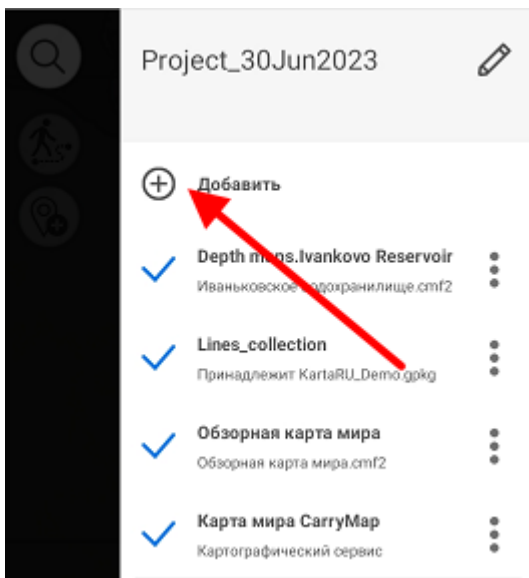 Project_30Jun2023
Добавить
Depth maps.Ivankovo Reservoir
Иваньковское водохранилище.cmf2
Lines_collection
Принадлежит KartaRU_Demo.gpkg
Обзорная карта мира
Обзорная карта мира.cmf2
Карта мира CarryMap
Картографический сервис